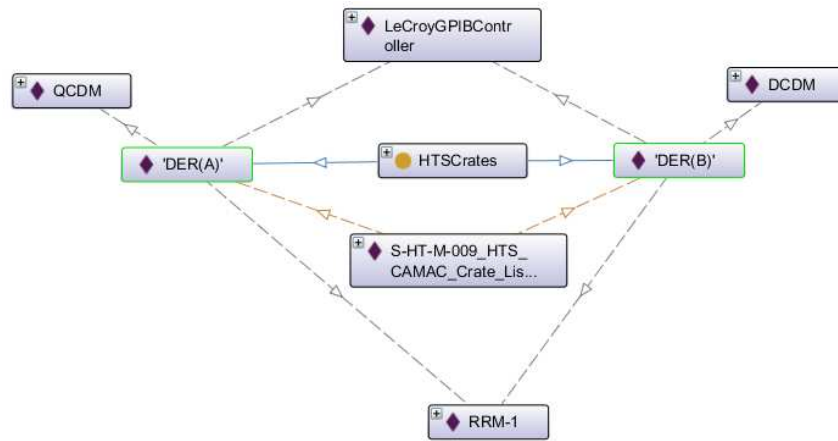 LeCroyGPIBContr
oller
QCDM
DCDM
'DER(A)'
HTSCrates
'DER(B)'
S-HT-M-009_HTS_
CAMAC_Crate_Lis...
RRM-1